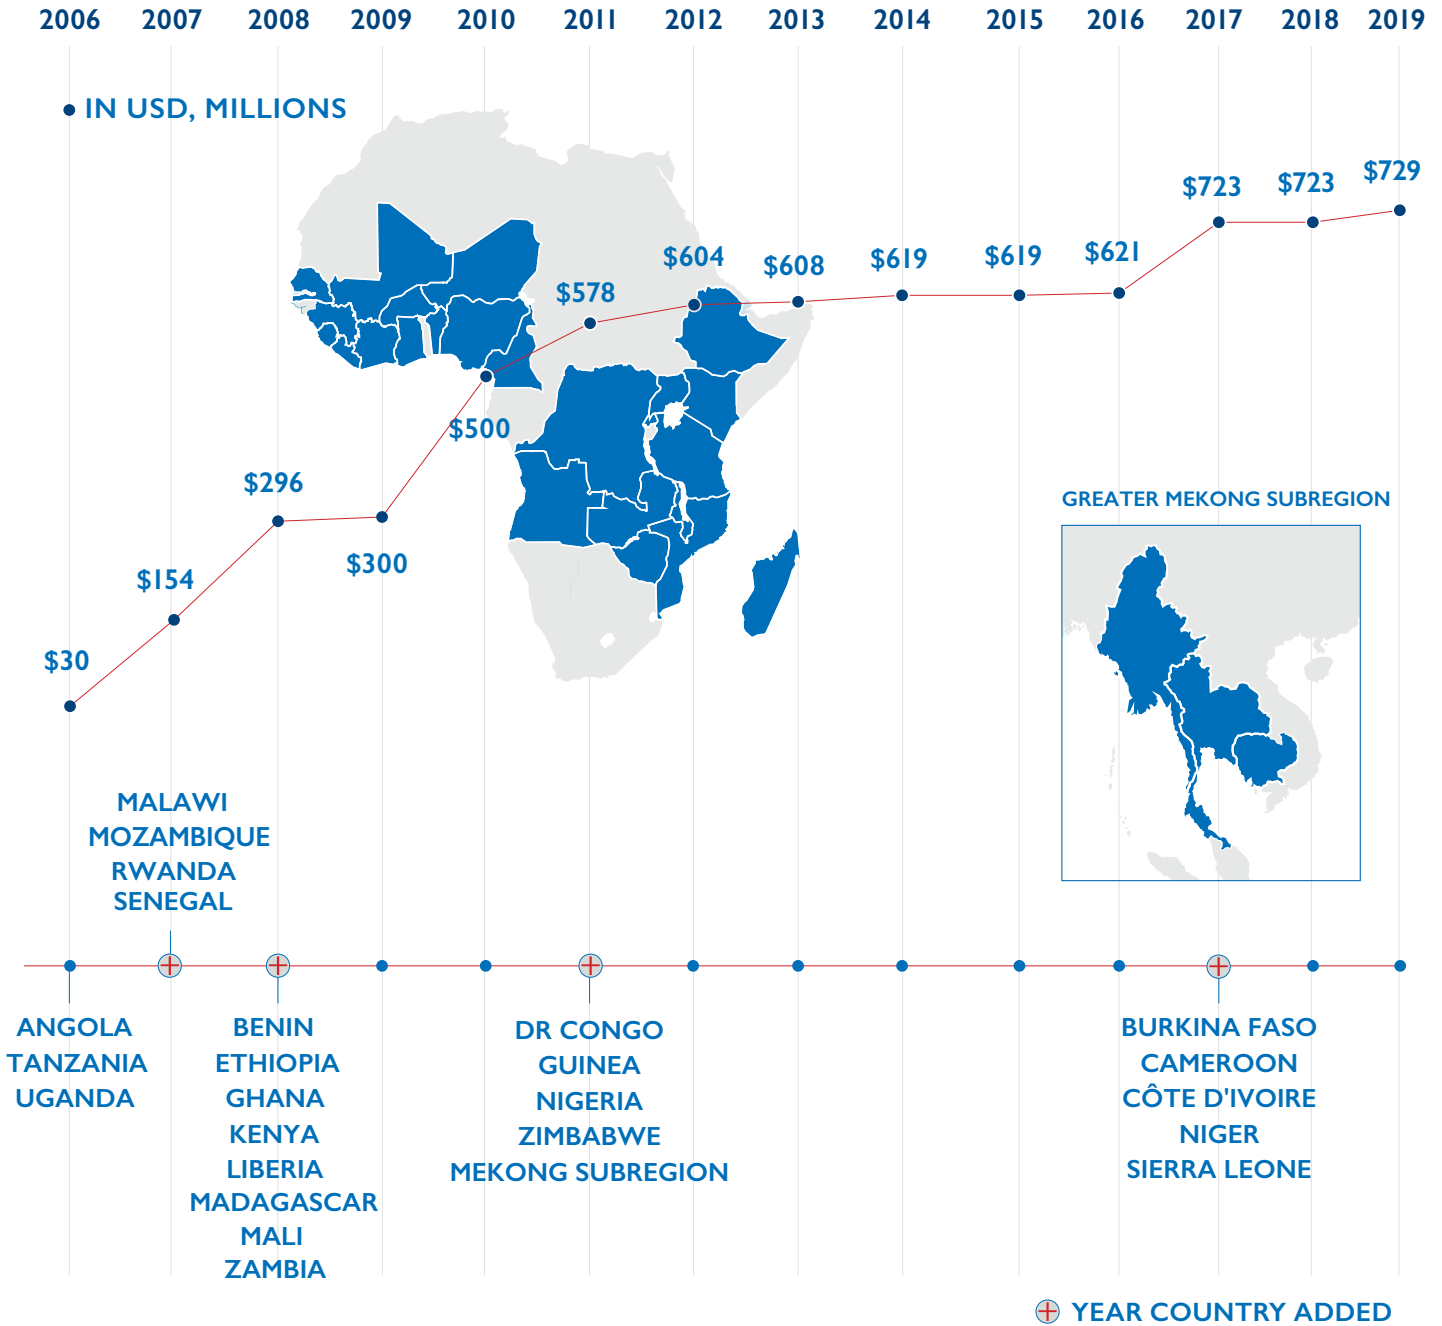 2006 2007 2008 2009 2010 2011 2012 2013 2014 2015 2016 2017 2018 2019
IN USD, MILLIONS
$30
$154
$296
$300
$500
$578
$604
$608
$619
$619
$621
$723
$723
$729
GREATER MEKONG SUBREGION
MALAWI
MOZAMBIQUE
RWANDA
SENEGAL
ANGOLA
TANZANIA
UGANDA
BENIN
ETHIOPIA
GHANA
KENYA
LIBERIA
MADAGASCAR
MALI
ZAMBIA
DR CONGO
GUINEA
NIGERIA
ZIMBABWE
MEKONG SUBREGION
BURKINA FASO
CAMEROON
CÔTE D'IVOIRE
NIGER
SIERRA LEONE
YEAR COUNTRY ADDED